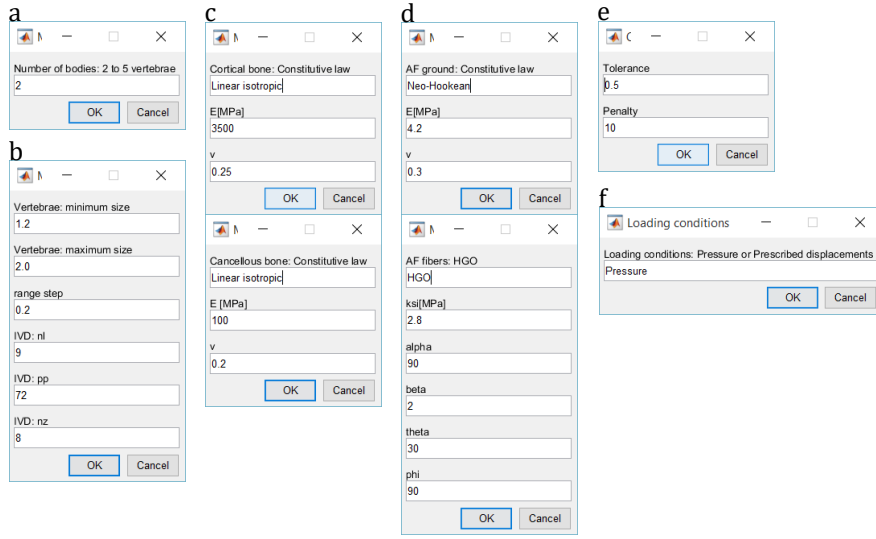 a
Number of bodies: 2 to 5 vertebrae
2
OK Cancel
b
Vertebrae: minimum size
1.2
Vertebrae: maximum size
2.0
range step
0.2
IVD: nl
9
IVD: pp
72
IVD: nz
8
OK Cancel
c
Cortical bone: Constitutive law
Linear isotropic
E[MPa]
3500
v
0.25
OK Cancel
Cancellous bone: Constitutive law
Linear isotropic
E [MPa]
100
v
0.2
OK Cancel
d
AF ground: Constitutive law
Neo-Hookean
E[MPa]
4.2
v
0.3
OK Cancel
AF fibers: HGO
HGO
ksi[MPa]
2.8
alpha
90
beta
2
theta
30
phi
90
OK Cancel
e
Tolerance
0.5
Penalty
10
OK Cancel
f
Loading conditions
Loading conditions: Pressure or Prescribed displacements
Pressure
OK Cancel